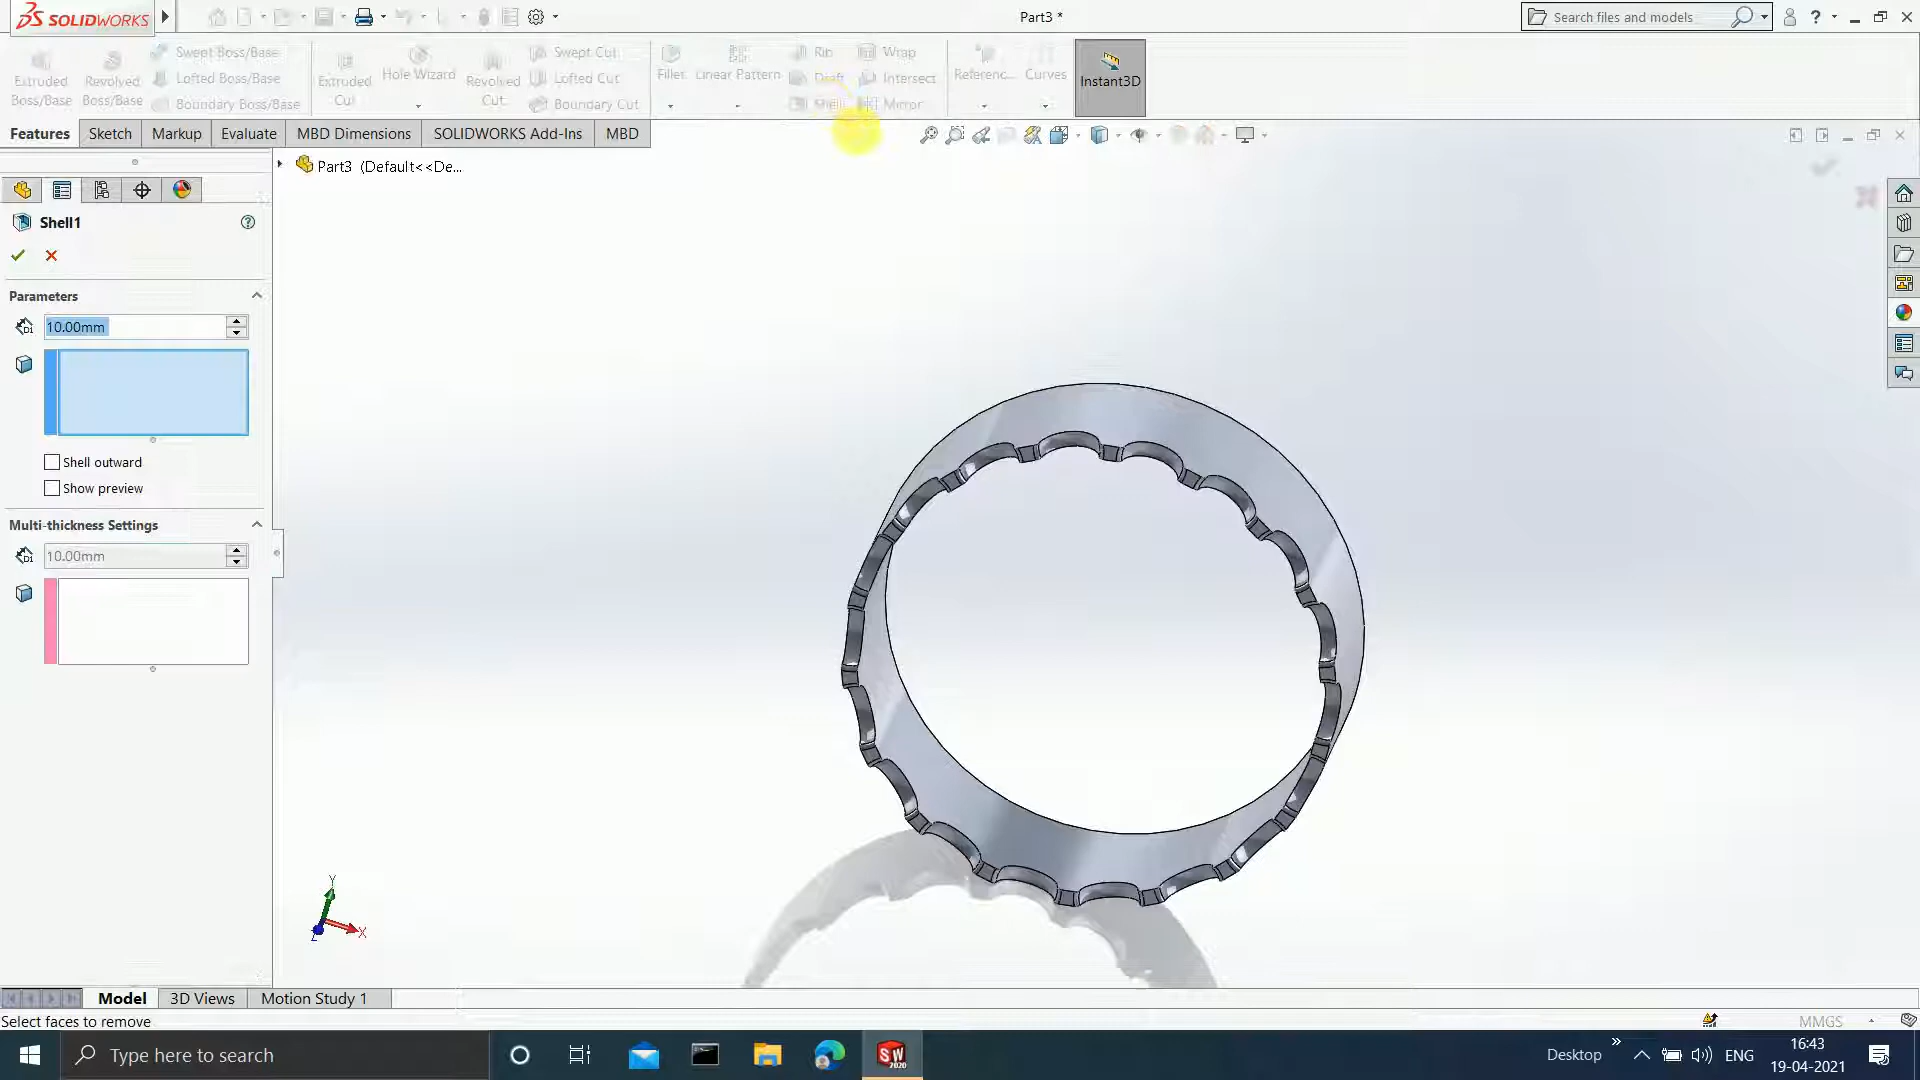 SOLIDWORKS
Part3 *
Search files and models
Extruded Boss/Base
Revolved Boss/Base
Swept Boss/Base
Lofted Boss/Base
Boundary Boss/Base
Extruded Cut
Hole Wizard
Revolved Cut
Swept Cut
Lofted Cut
Boundary Cut
Fillet
Linear Pattern
Rib
Draft
Shell
Wrap
Intersect
Mirror
Referenc...
Curves
Instant3D
Features
Sketch
Markup
Evaluate
MBD Dimensions
SOLIDWORKS Add-Ins
MBD
Part3 (Default<<De...
Shell1
Parameters
10.00mm
Shell outward
Show preview
Multi-thickness Settings
10.00mm
Y
X
Z
Model
3D Views
Motion Study 1
Select faces to remove
MMGS
Type here to search
SW
2020
Desktop
ENG
16:43
19-04-2021